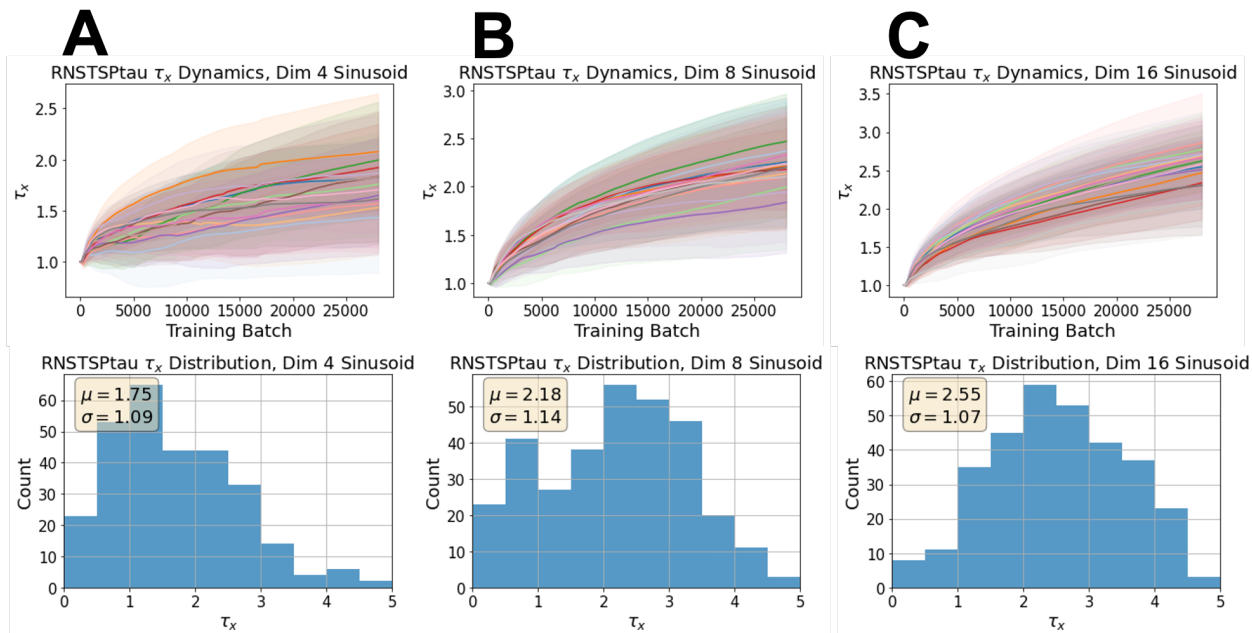 A
B
C
RNSTSPtau τx Dynamics, Dim 4 Sinusoid
2.5
2.0
1.5
1.0
τx
0 5000 10000 15000 20000 25000
Training Batch
RNSTSPtau τx Dynamics, Dim 8 Sinusoid
3.0
2.5
2.0
1.5
1.0
τx
0 5000 10000 15000 20000 25000
Training Batch
RNSTSPtau τx Dynamics, Dim 16 Sinusoid
3.5
3.0
2.5
2.0
1.5
1.0
τx
0 5000 10000 15000 20000 25000
Training Batch
RNSTSPtau τx Distribution, Dim 4 Sinusoid
μ = 1.75
σ = 1.09
60
50
40
30
20
10
0
Count
0 1 2 3 4 5
τx
RNSTSPtau τx Distribution, Dim 8 Sinusoid
μ = 2.18
σ = 1.14
50
40
30
20
10
0
Count
0 1 2 3 4 5
τx
RNSTSPtau τx Distribution, Dim 16 Sinusoid
μ = 2.55
σ = 1.07
60
50
40
30
20
10
0
Count
0 1 2 3 4 5
τx